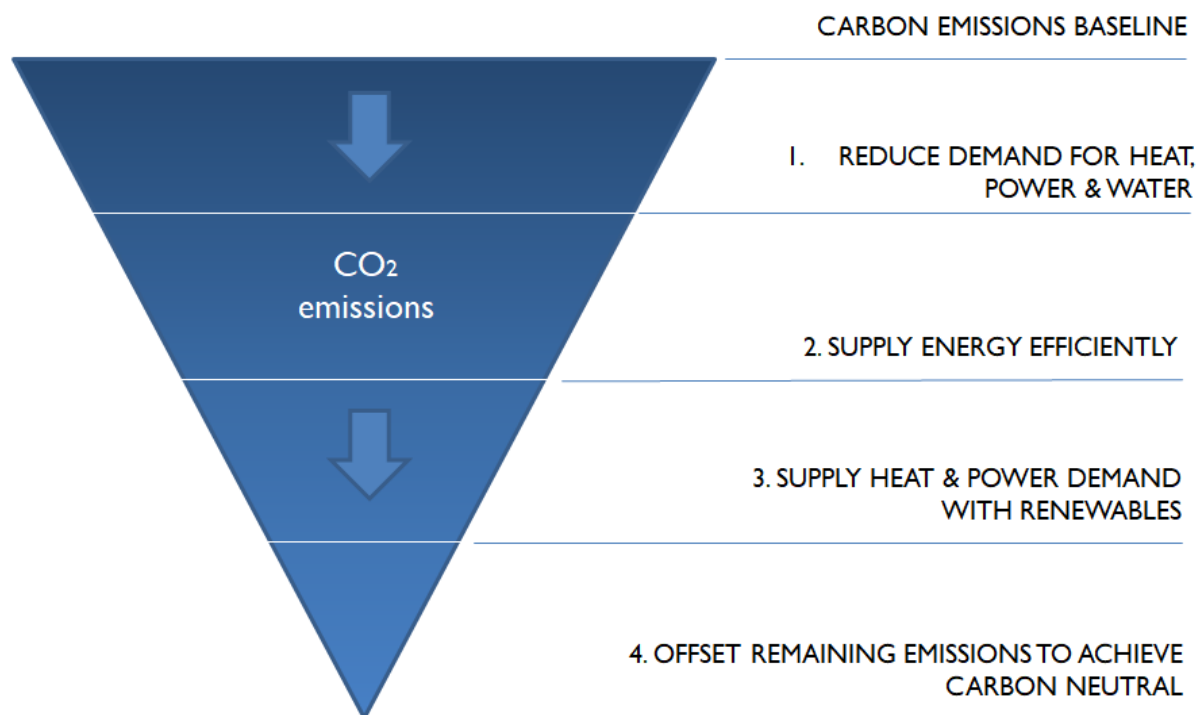 CARBON EMISSIONS BASELINE
1. REDUCE DEMAND FOR HEAT,
POWER & WATER
CO₂
emissions
2. SUPPLY ENERGY EFFICIENTLY
3. SUPPLY HEAT & POWER DEMAND
WITH RENEWABLES
4. OFFSET REMAINING EMISSIONS TO ACHIEVE
CARBON NEUTRAL